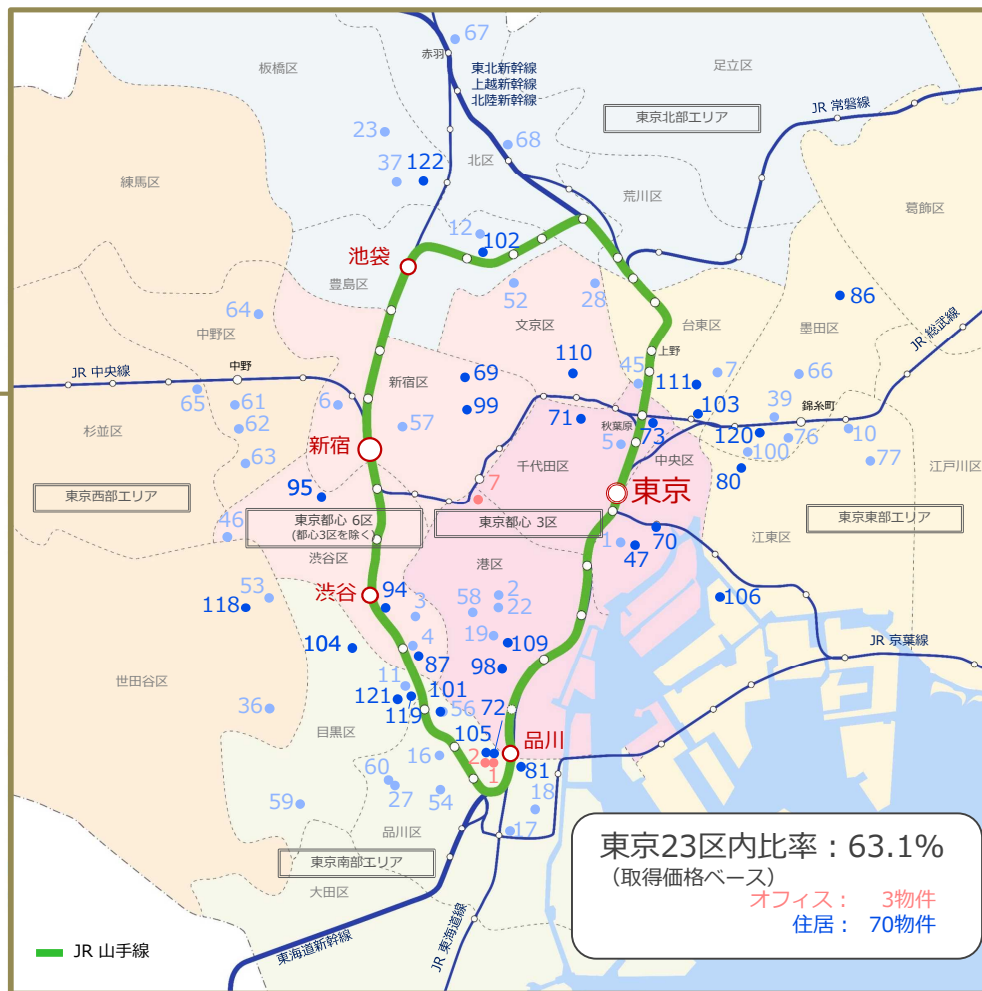 67
赤羽
板橋区
東北新幹線
上越新幹線
北陸新幹線
足立区
JR 常磐線
東京北部エリア
23
68
北区
37
122
練馬区
荒川区
葛飾区
12
102
池袋
豊島区
52
28
86
64
文京区
台東区
墨田区
中野区
JR 総武線
上野
110
JR 中央線
中野
新宿区
69
45
7
66
111
65
61
6
99
39
錦糸町
103
杉並区
62
57
71
秋葉原
73
120
76
10
新宿
5
100
63
千代田区
中央区
77
江戸川区
80
7
95
東京
東京西部エリア
東京都心 6区
(都心3区を除く)
東京都心 3区
東京東部エリア
46
70
1
47
江東区
渋谷区
港区
53
渋谷
94
3
58
2
22
106
118
4
19
109
104
87
98
JR 京葉線
世田谷区
11
121
101
119
56
72
36
目黒区
105
品川
16
2
1
81
60
27
54
18
59
品川区
17
東京南部エリア
大田区
東京23区内比率：63.1%
（取得価格ベース）
オフィス： 3物件
住居： 70物件
JR 山手線
東海道新幹線
JR 東海道線